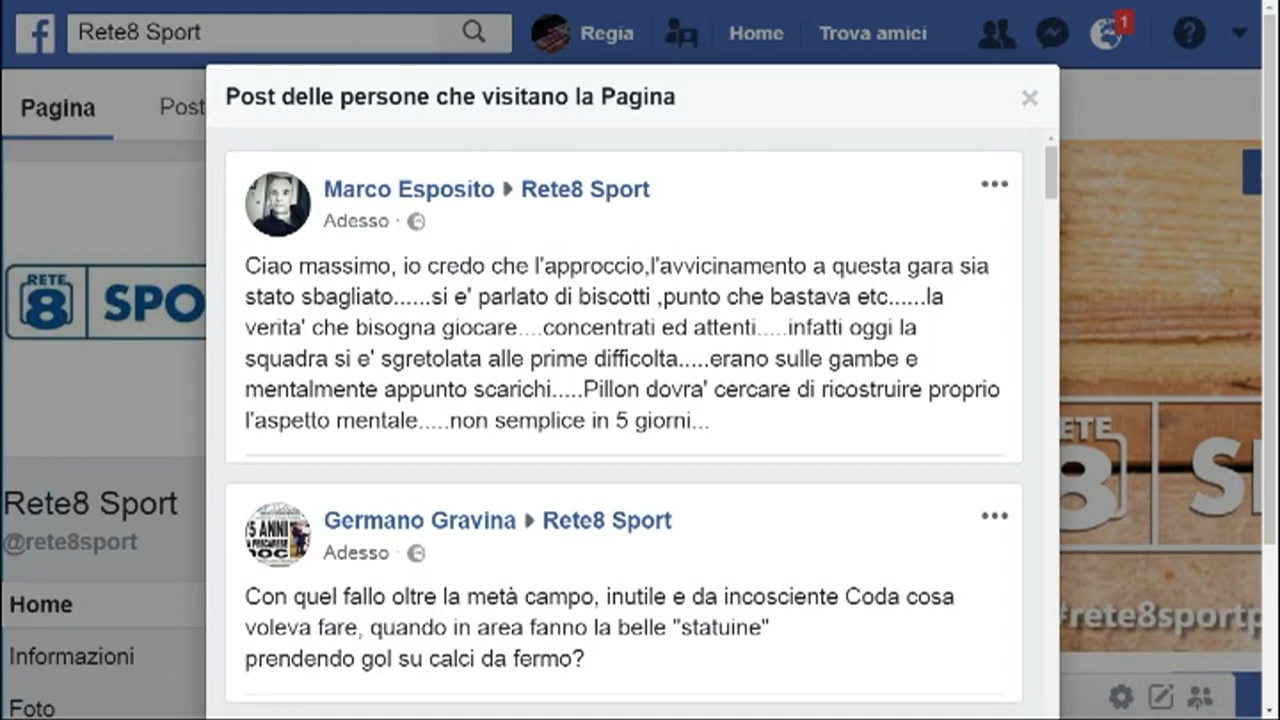 Rete8 Sport
Regia
Home
Trova amici
1
?
Pagina
Post
Post delle persone che visitano la Pagina
×
Marco Esposito Rete8 Sport
Adesso ·
Ciao massimo, io credo che l'approccio,l'avvicinamento a questa gara sia
stato sbagliato......si e' parlato di biscotti ,punto che bastava etc......la
verita' che bisogna giocare....concentrati ed attenti.....infatti oggi la
squadra si e' sgretolata alle prime difficolta.....erano sulle gambe e
mentalmente appunto scarichi.....Pillon dovra' cercare di ricostruire proprio
l'aspetto mentale.....non semplice in 5 giorni...
Germano Gravina Rete8 Sport
Adesso ·
Con quel fallo oltre la metà campo, inutile e da incosciente Coda cosa
voleva fare, quando in area fanno la belle "statuine"
prendendo gol su calci da fermo?
RETE
8
SPO
Rete8 Sport
@rete8sport
Home
Informazioni
Foto
5 ANNI
DOC
ETE
8
S
#rete8sportp